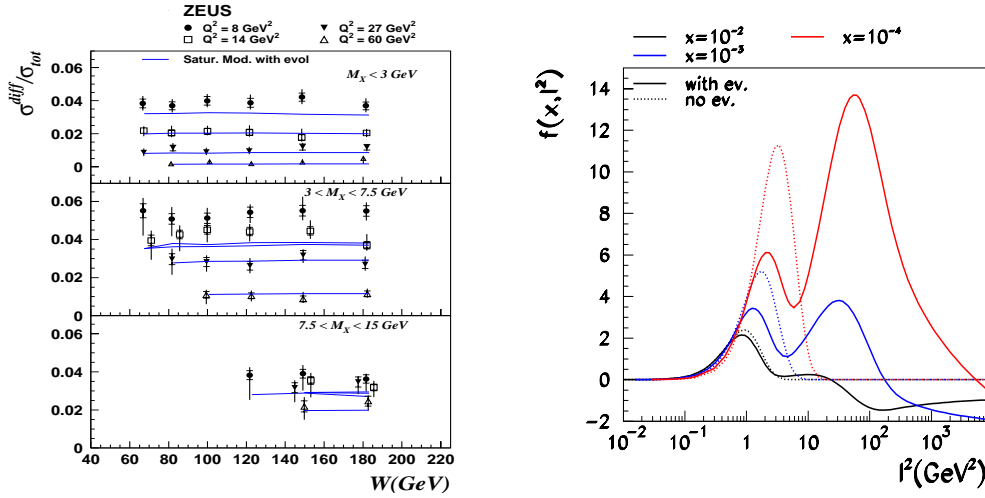 ZEUS
Q² = 8 GeV² Q² = 27 GeV²
Q² = 14 GeV² Q² = 60 GeV²
Satur. Mod. with evol
M_X < 3 GeV
σ^diff/σ_tot
0.06
0.04
0.02
0
3 < M_X < 7.5 GeV
0.06
0.04
0.02
0
7.5 < M_X < 15 GeV
0.06
0.04
0.02
0
40 60 80 100 120 140 160 180 200 220
W(GeV)
x=10⁻² x=10⁻⁴
x=10⁻³
with ev.
no ev.
f(x,l²)
14
12
10
8
6
4
2
0
−2
10⁻² 10⁻¹ 1 10 10² 10³
l²(GeV²)